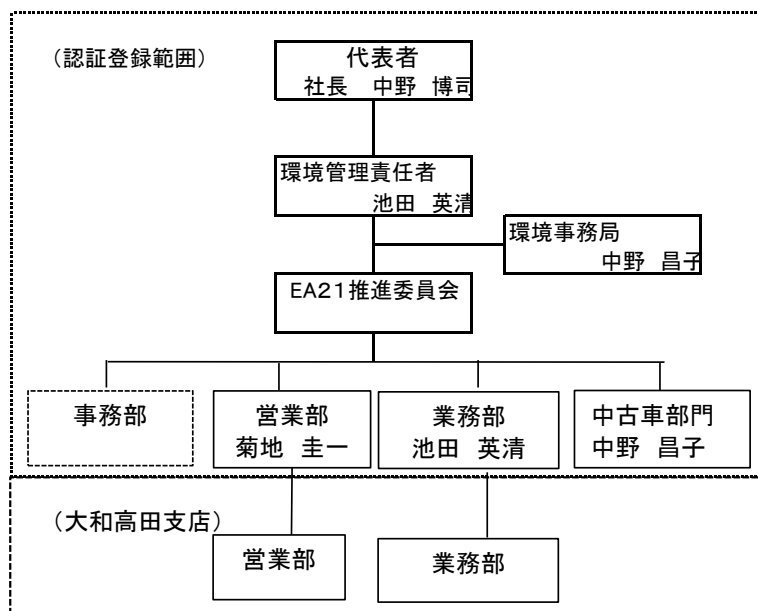 （認証登録範囲）
代表者
社長　中野　博司
環境管理責任者
池田　英清
環境事務局
中野　昌子
EA21推進委員会
事務部
営業部
菊地　圭一
業務部
池田　英清
中古車部門
中野　昌子
（大和高田支店）
営業部
業務部